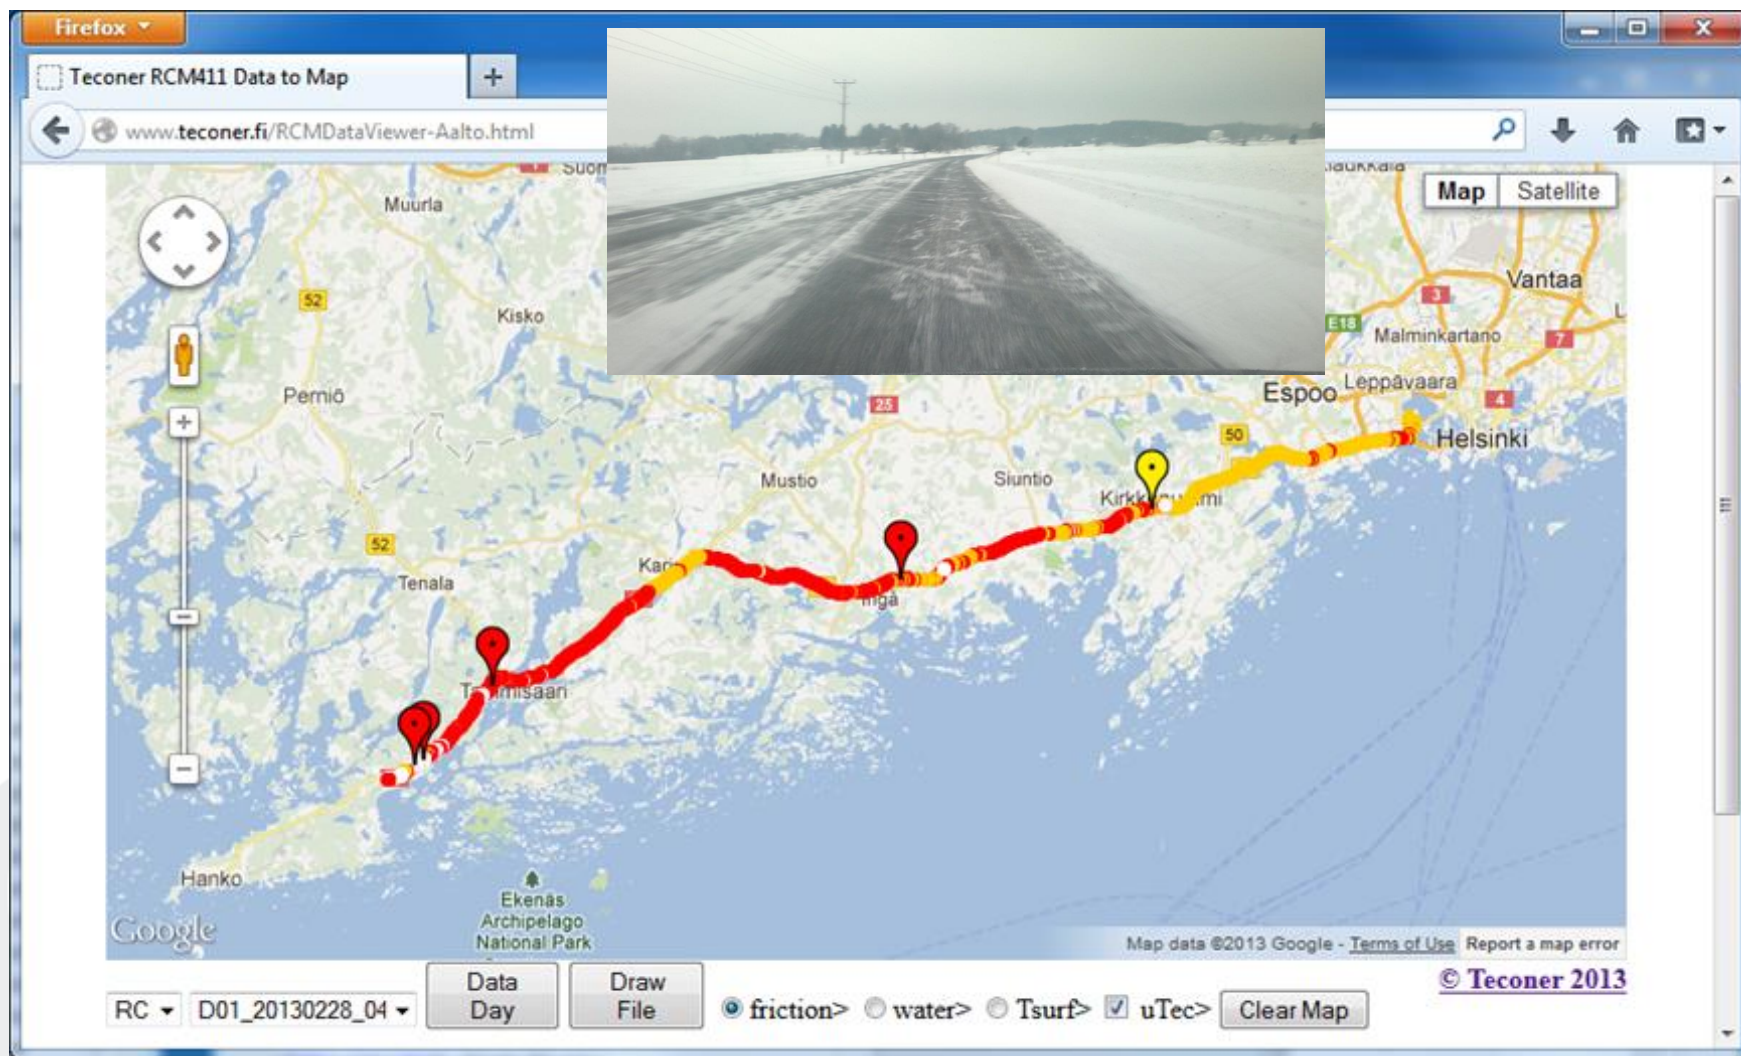 Firefox
Teconer RCM411 Data to Map
+
www.teconer.fi/RCMDataViewer-Aalto.html
1
Muurla
Map Satellite
52
Kisko
Vantaa
3
E18
Malminkartano
7
Perniö
Espoo
Leppävaara
4
25
50
Helsinki
Mustio
Siuntio
52
Tenala
Hanko
Ekenäs
Archipelago
National Park
Google
Map data ©2013 Google - Terms of Use Report a map error
© Teconer 2013
RC D01_20130228_04 Data Day Draw File friction> water> Tsurf> uTec> Clear Map